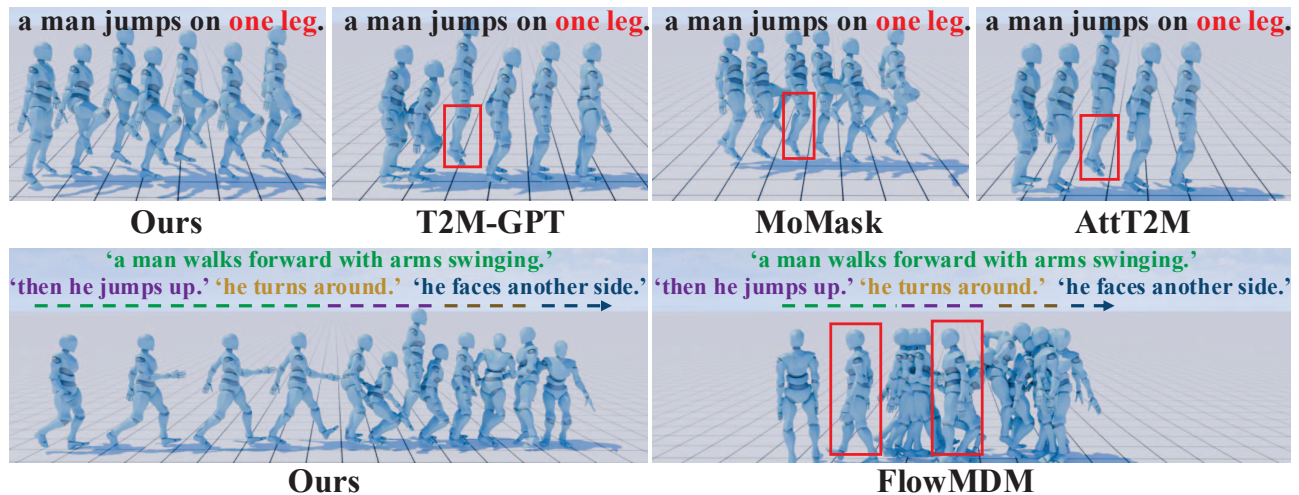 a man jumps on one leg.
a man jumps on one leg.
a man jumps on one leg.
a man jumps on one leg.
Ours
T2M-GPT
MoMask
AttT2M
‘a man walks forward with arms swinging.’
‘then he jumps up.’ ‘he turns around.’ ‘he faces another side.’
‘a man walks forward with arms swinging.’
‘then he jumps up.’ ‘he turns around.’ ‘he faces another side.’
Ours
FlowMDM